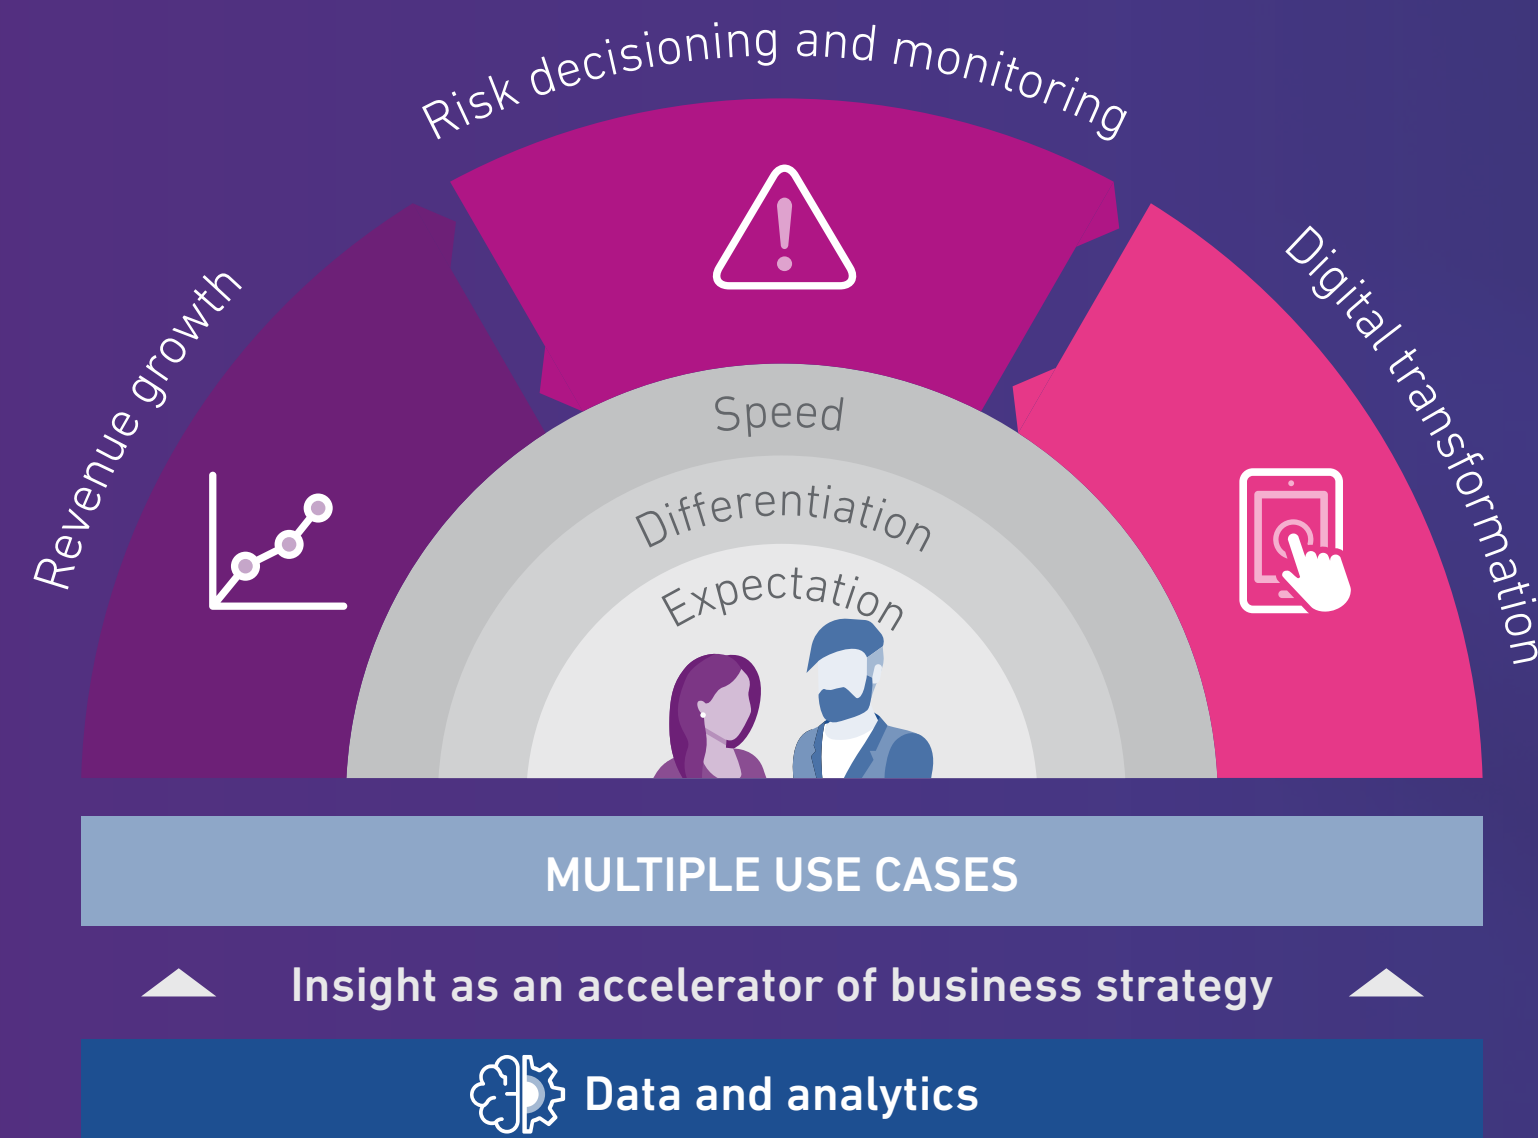 Risk decisioning and monitoring
Revenue growth
Digital transformation
Speed
Differentiation
Expectation
MULTIPLE USE CASES
Insight as an accelerator of business strategy
Data and analytics